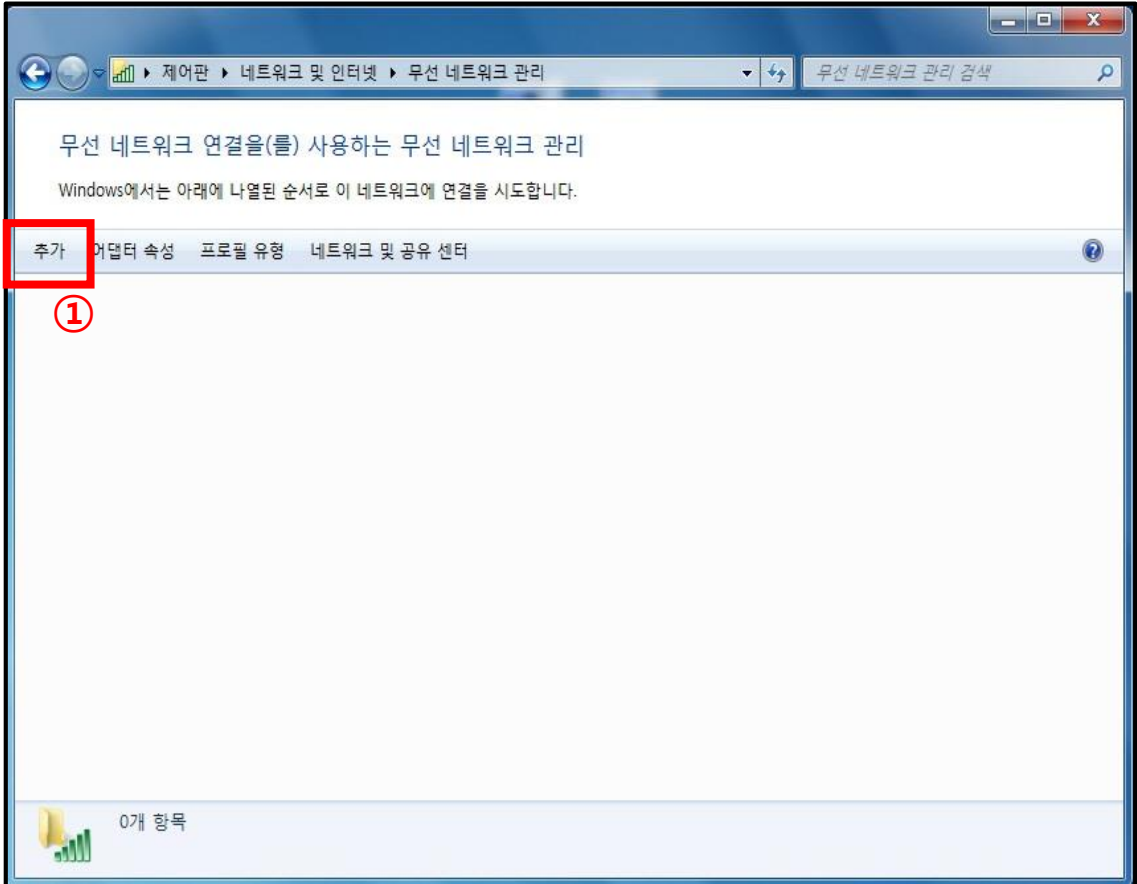 제어판 ▸ 네트워크 및 인터넷 ▸ 무선 네트워크 관리 무선 네트워크 관리 검색
무선 네트워크 연결을(를) 사용하는 무선 네트워크 관리
Windows에서는 아래에 나열된 순서로 이 네트워크에 연결을 시도합니다.
추가 어댑터 속성 프로필 유형 네트워크 및 공유 센터
①
0개 항목